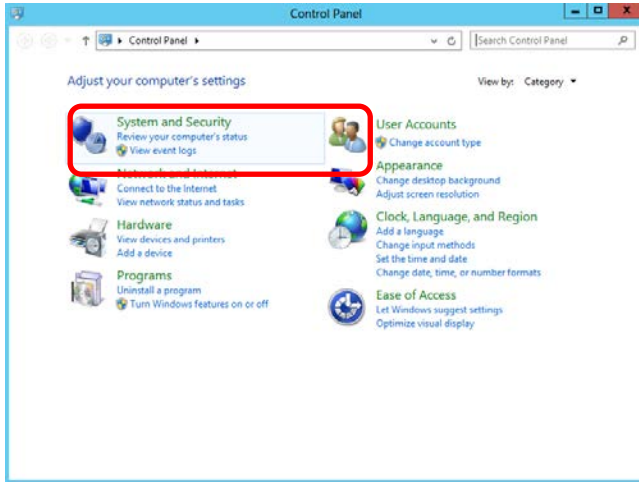 Control Panel
Control Panel
Search Control Panel
Adjust your computer's settings
View by: Category
System and Security
Review your computer's status
View event logs
Network and Internet
Connect to the Internet
View network status and tasks
Hardware
View devices and printers
Add a device
Programs
Uninstall a program
Turn Windows features on or off
User Accounts
Change account type
Appearance
Change desktop background
Adjust screen resolution
Clock, Language, and Region
Add a language
Change input methods
Set the time and date
Change date, time, or number formats
Ease of Access
Let Windows suggest settings
Optimize visual display